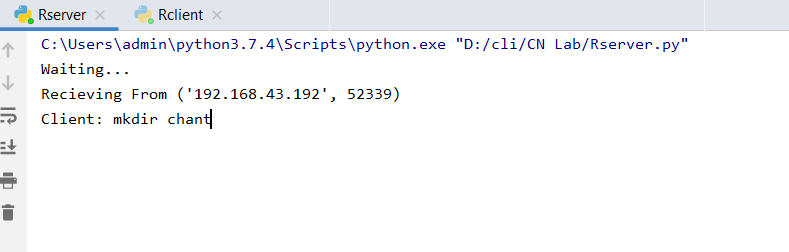 Rserver Rclient
C:\Users\admin\python3.7.4\Scripts\python.exe "D:/cli/CN Lab/Rserver.py"
Waiting...
Recieving From ('192.168.43.192', 52339)
Client: mkdir chant